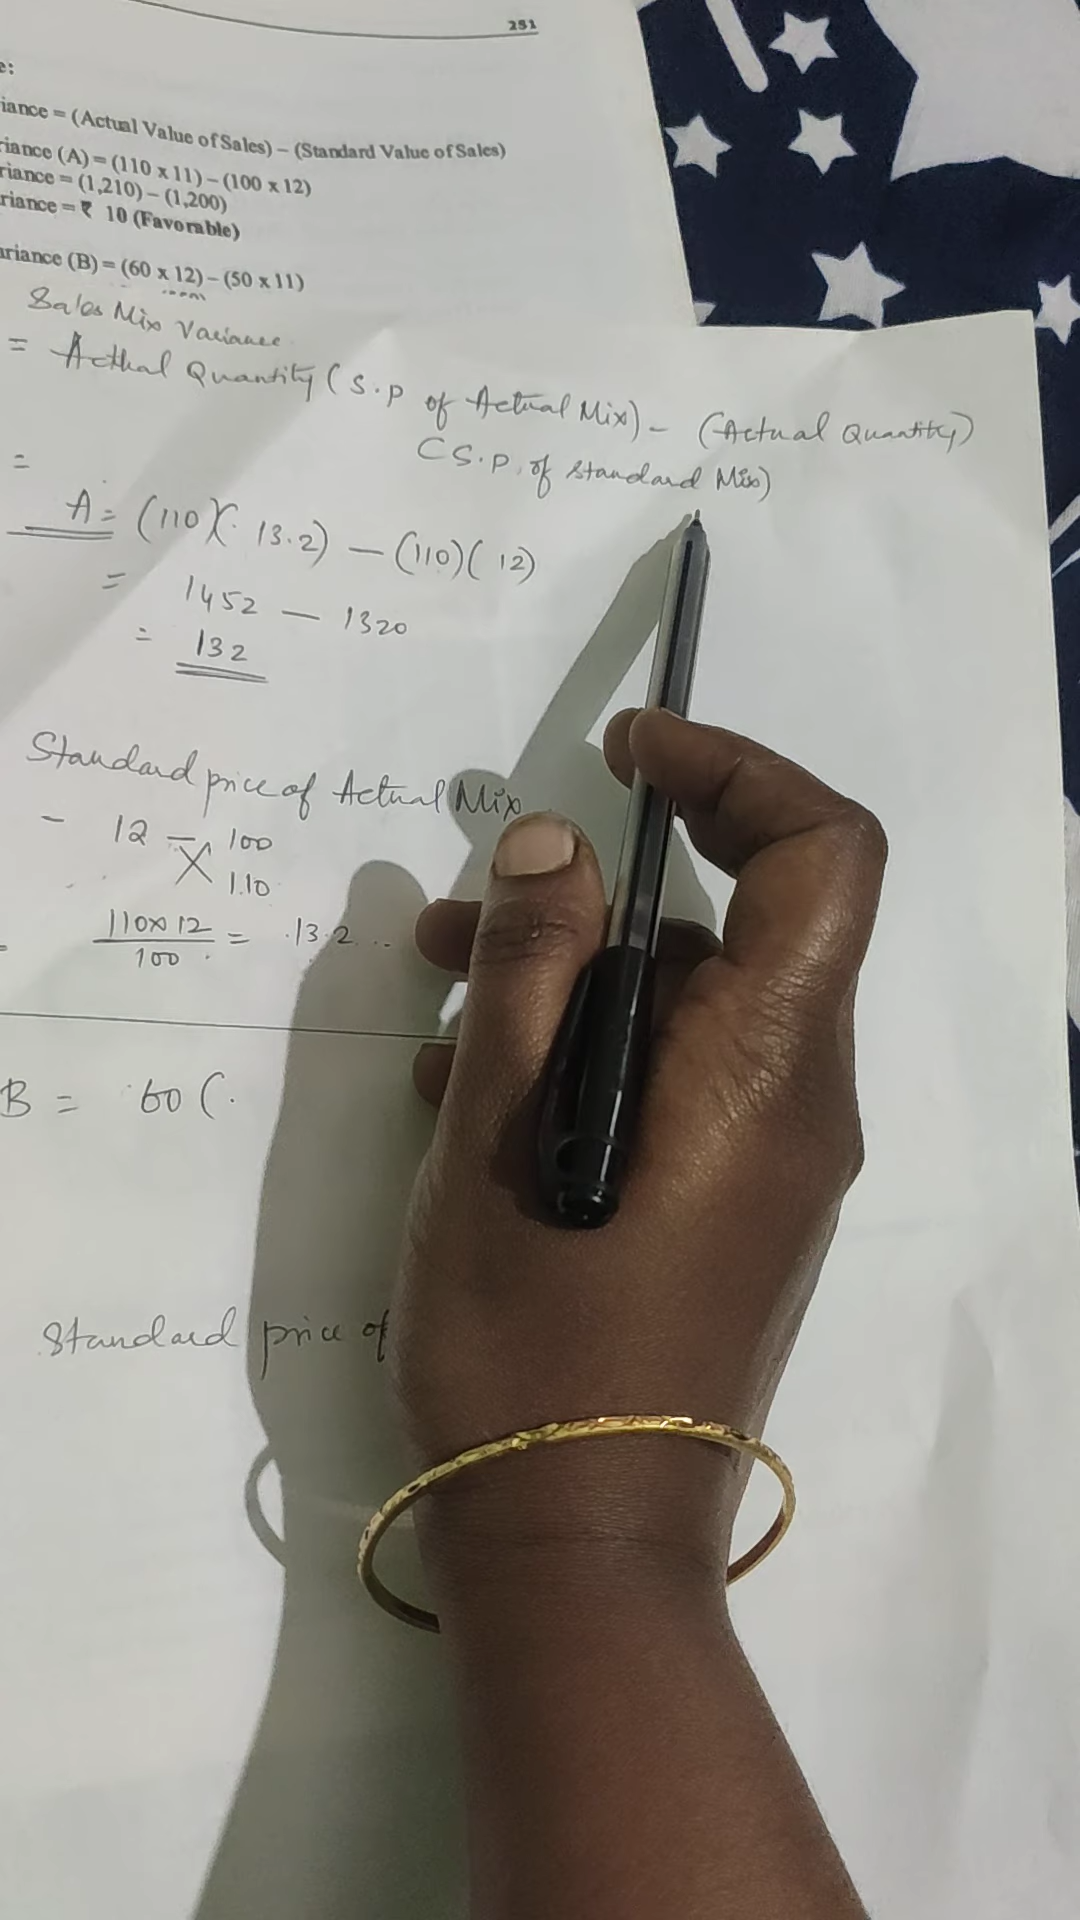 251
e:
iance = (Actual Value of Sales) – (Standard Value of Sales)
riance (A) = (110 x 11) – (100 x 12)
riance = (1,210) – (1,200)
riance = ₹ 10 (Favorable)
ariance (B) = (60 x 12) – (50 x 11)
Sales Mix Variance
= Actual Quantity (S.P of Actual Mix) – (Actual Quantity)
(S.P. of Standard Mix)
=
A = (110)(13.2) – (110)(12)
= 1452 – 1320
= 132
Standard price of Actual Mix
- 12 – 100
X 110
110x12
= 13.2...
100
B = 60 (.
Standard price of